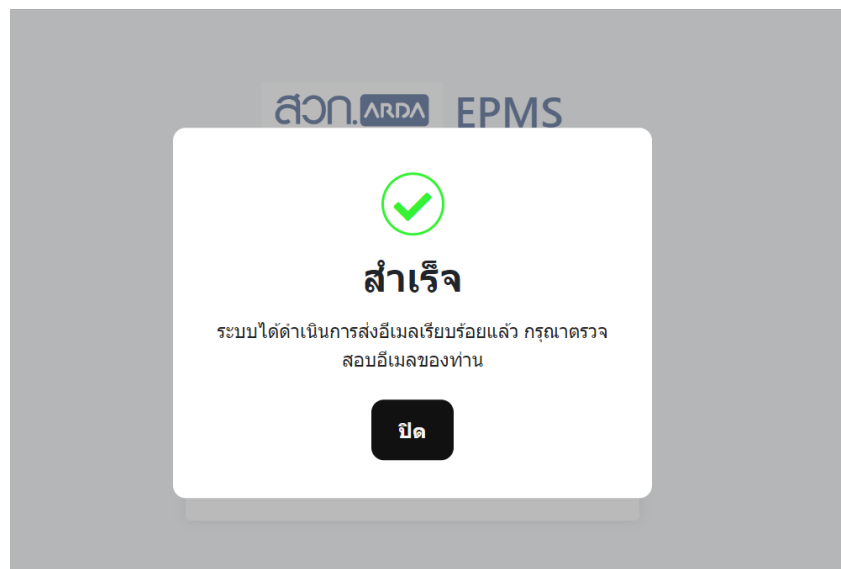 สวก. ARDA EPMS
สำเร็จ
ระบบได้ดำเนินการส่งอีเมลเรียบร้อยแล้ว กรุณาตรวจ
สอบอีเมลของท่าน
ปิด